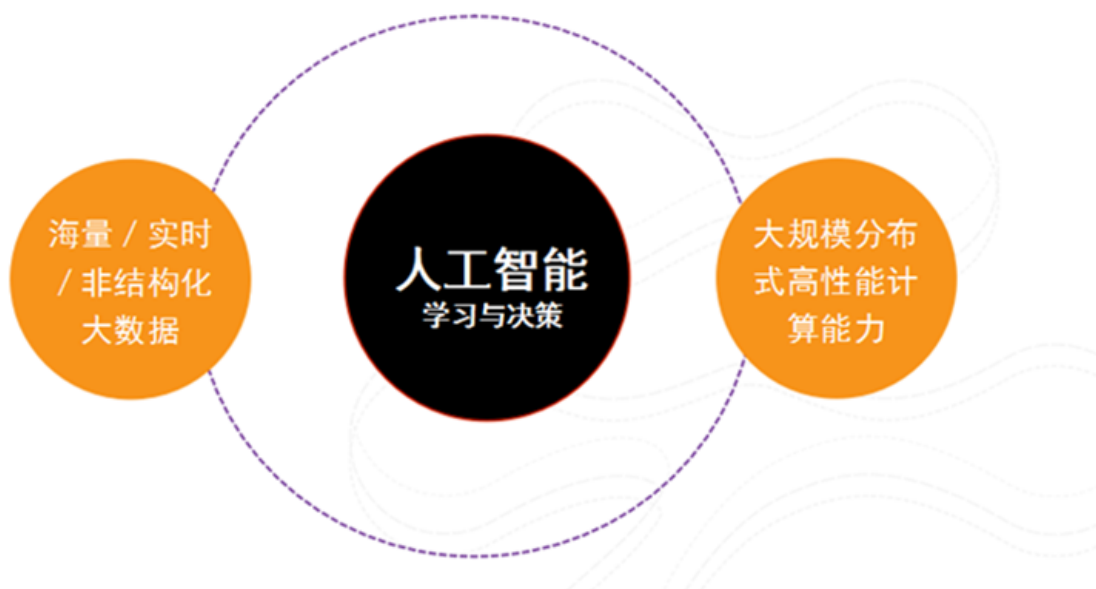 海量 / 实时
/ 非结构化
大数据
人工智能
学习与决策
大规模分布
式高性能计
算能力